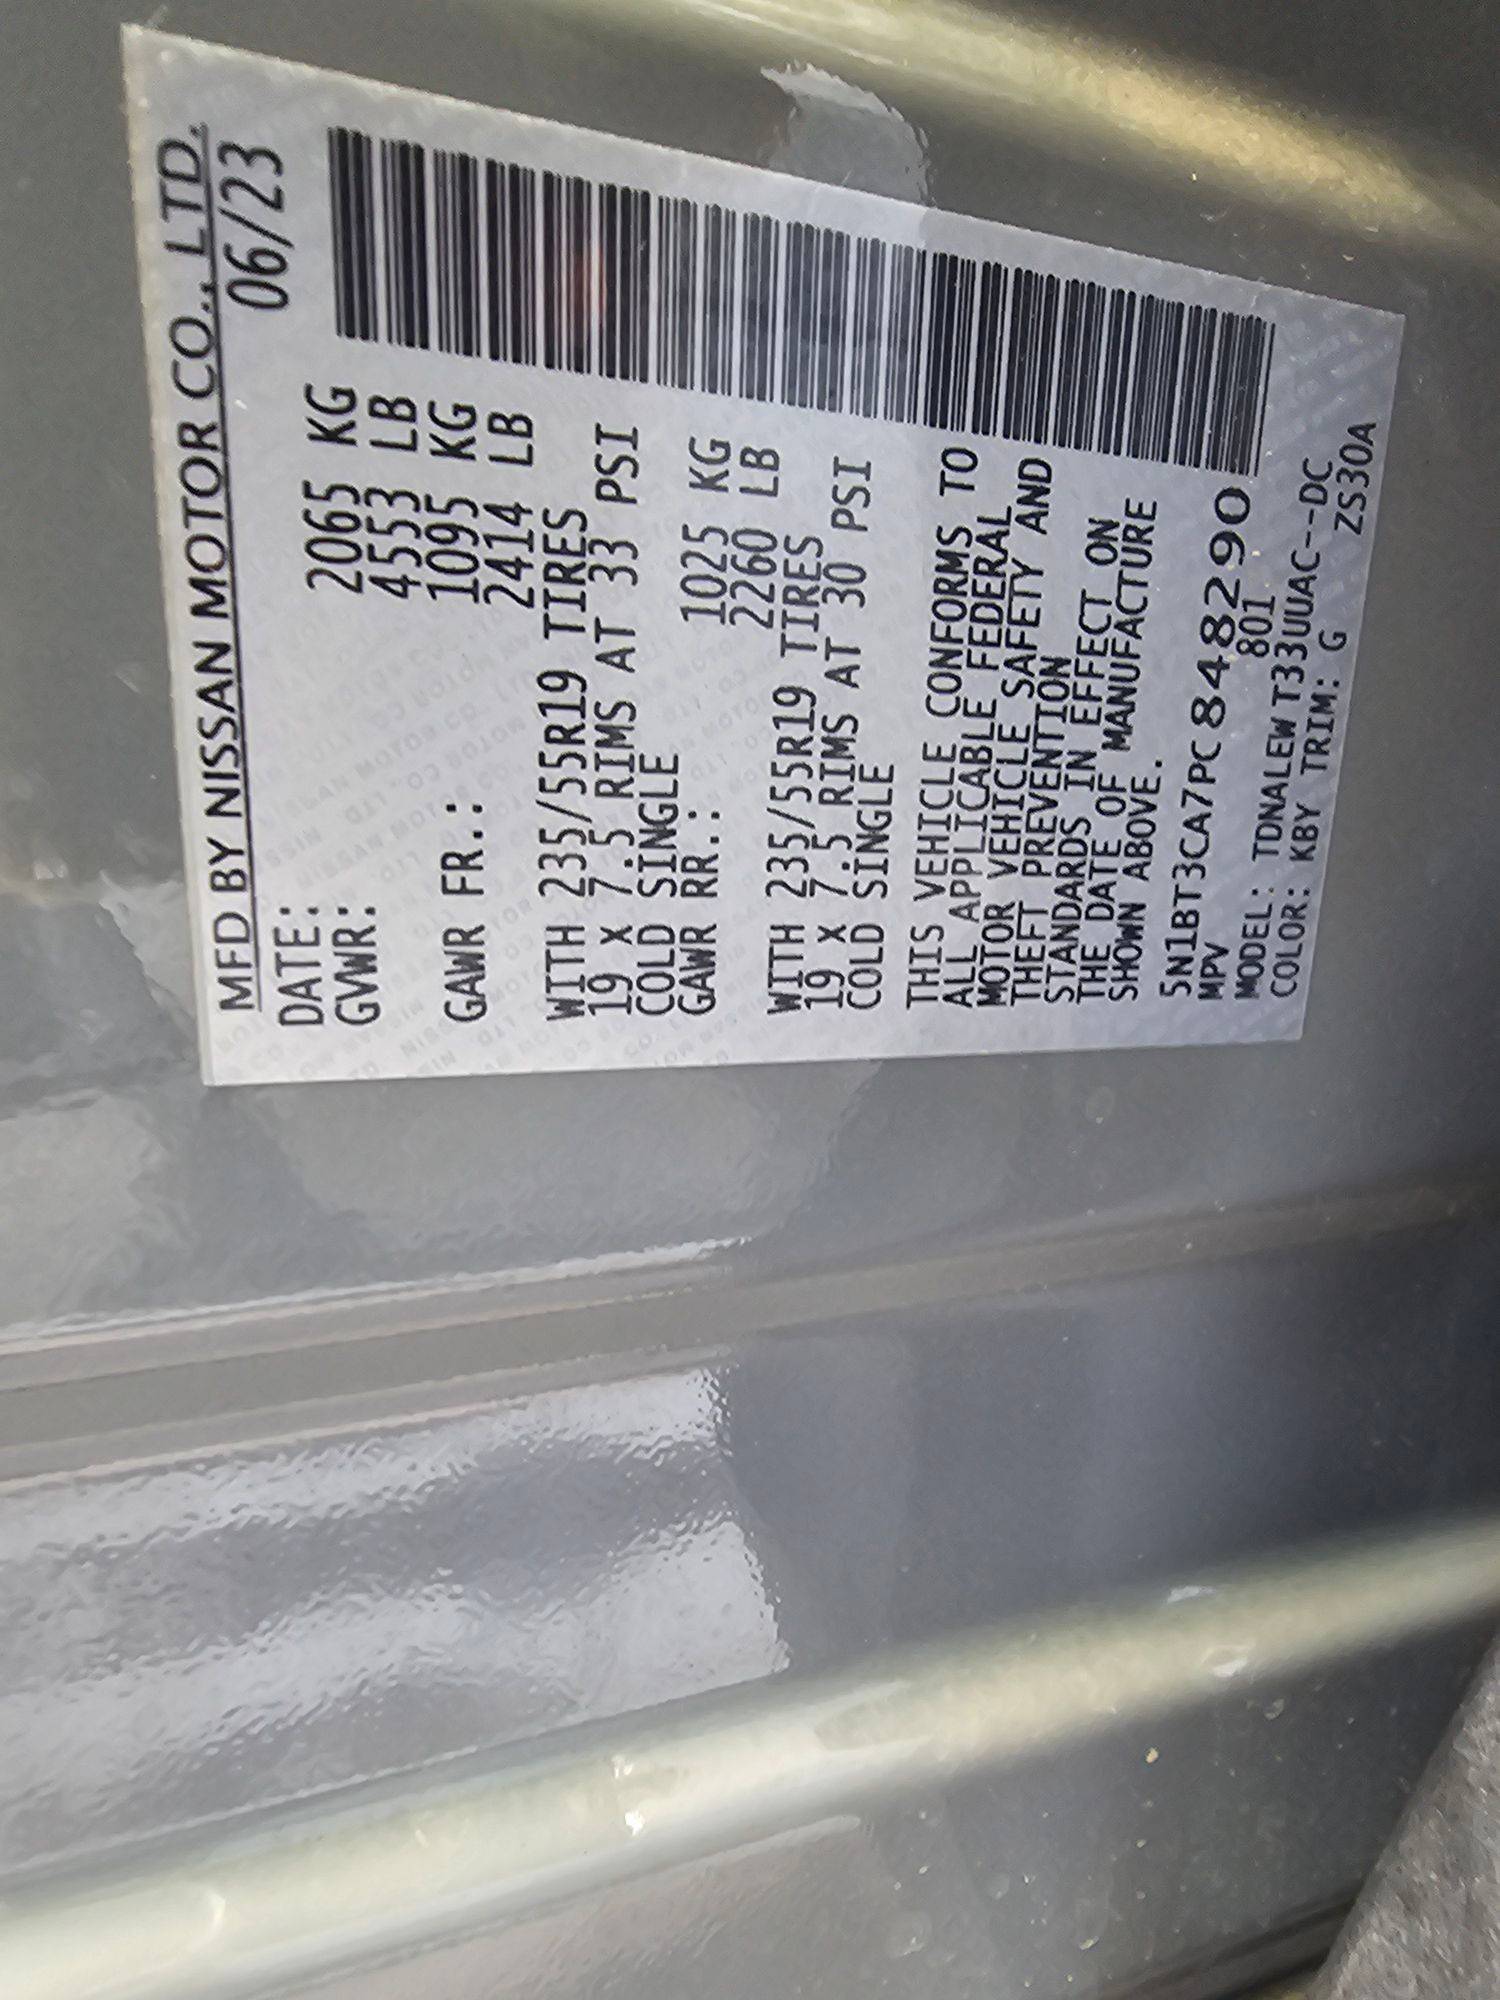 MFD BY NISSAN MOTOR CO., LTD.
DATE: 06/23
GVWR: 2065 KG
4553 LB
GAWR FR.: 1095 KG
2414 LB
WITH 235/55R19 TIRES
19 X 7.5 RIMS AT 33 PSI
COLD SINGLE
GAWR RR.: 1025 KG
2260 LB
WITH 235/55R19 TIRES
19 X 7.5 RIMS AT 30 PSI
COLD SINGLE
THIS VEHICLE CONFORMS TO
ALL APPLICABLE FEDERAL
MOTOR VEHICLE SAFETY AND
THEFT PREVENTION
STANDARDS IN EFFECT ON
THE DATE OF MANUFACTURE
SHOWN ABOVE.
5N1BT3CA7PC848290
MPV 801
MODEL: TDNALEW T33UUAC--DC
COLOR: KBY TRIM: G ZS30A